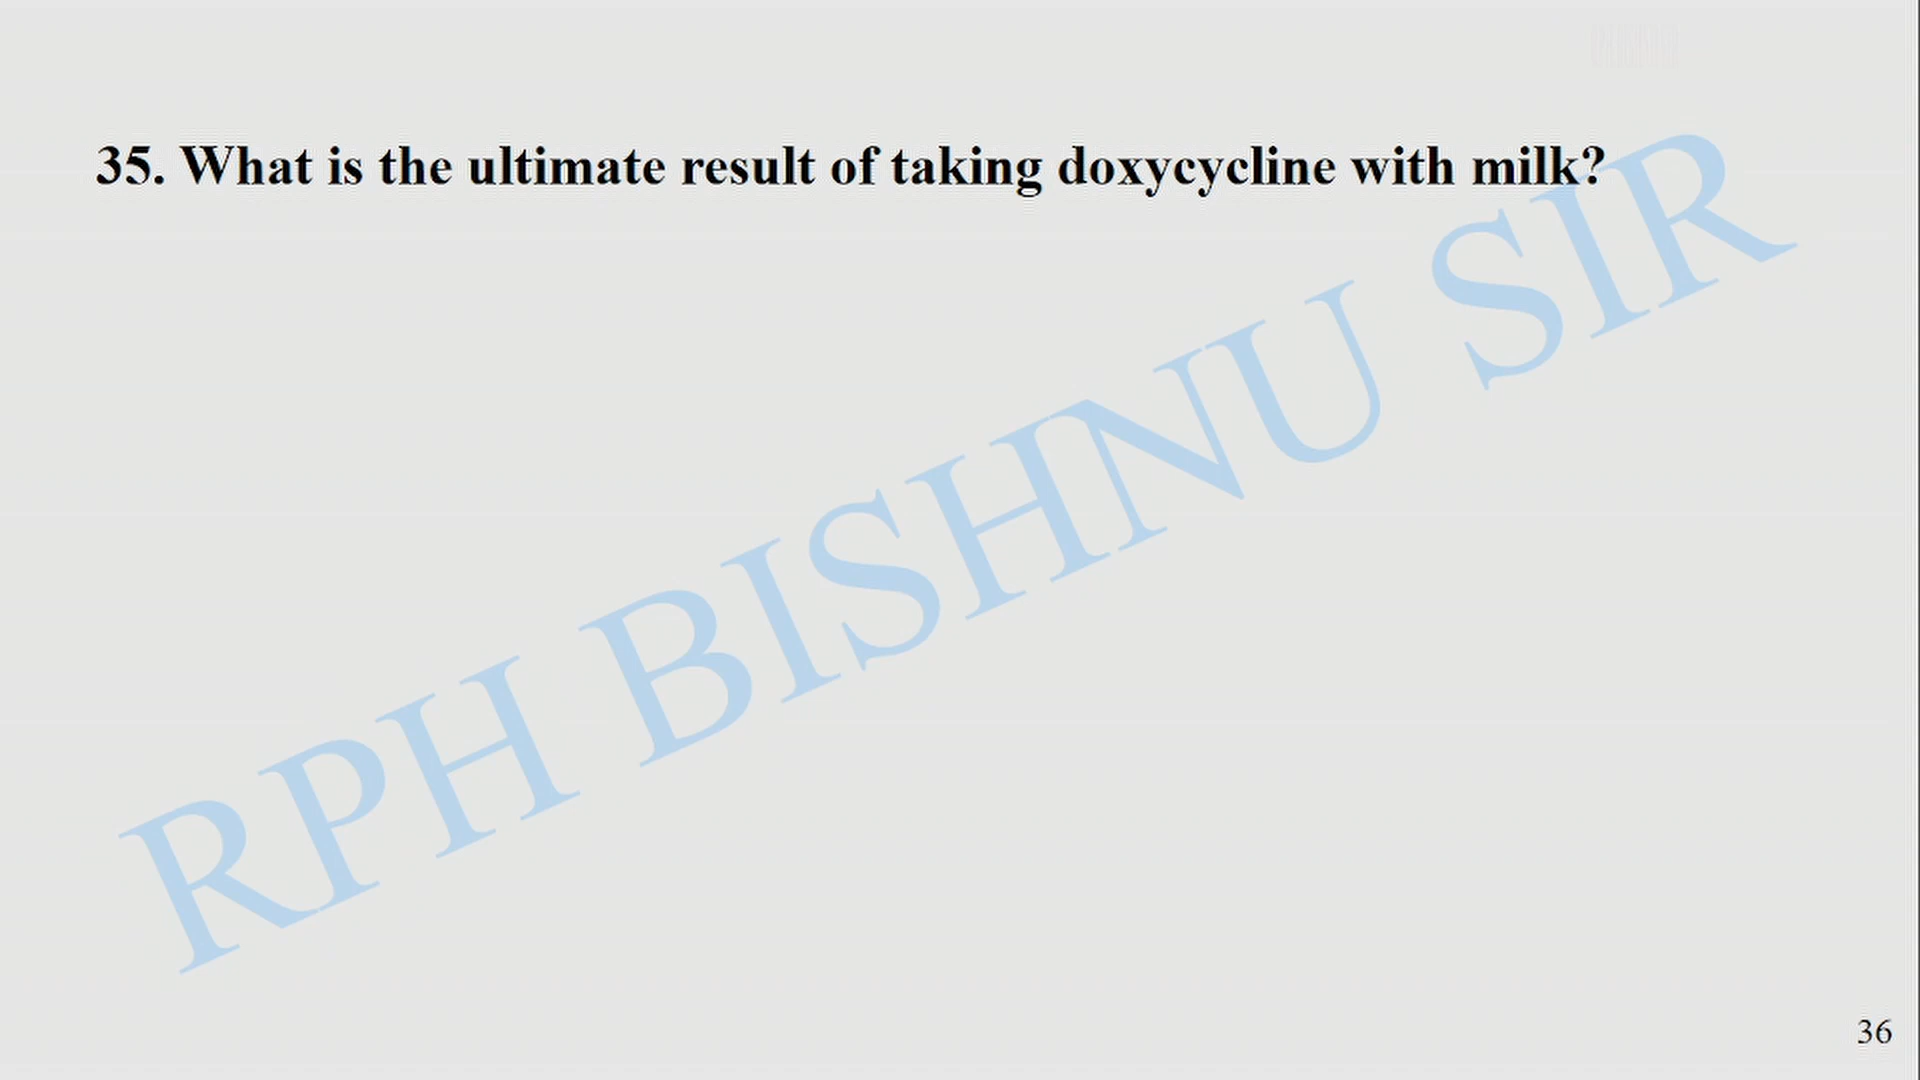 35. What is the ultimate result of taking doxycycline with milk?
RPH BISHNU SIR
36